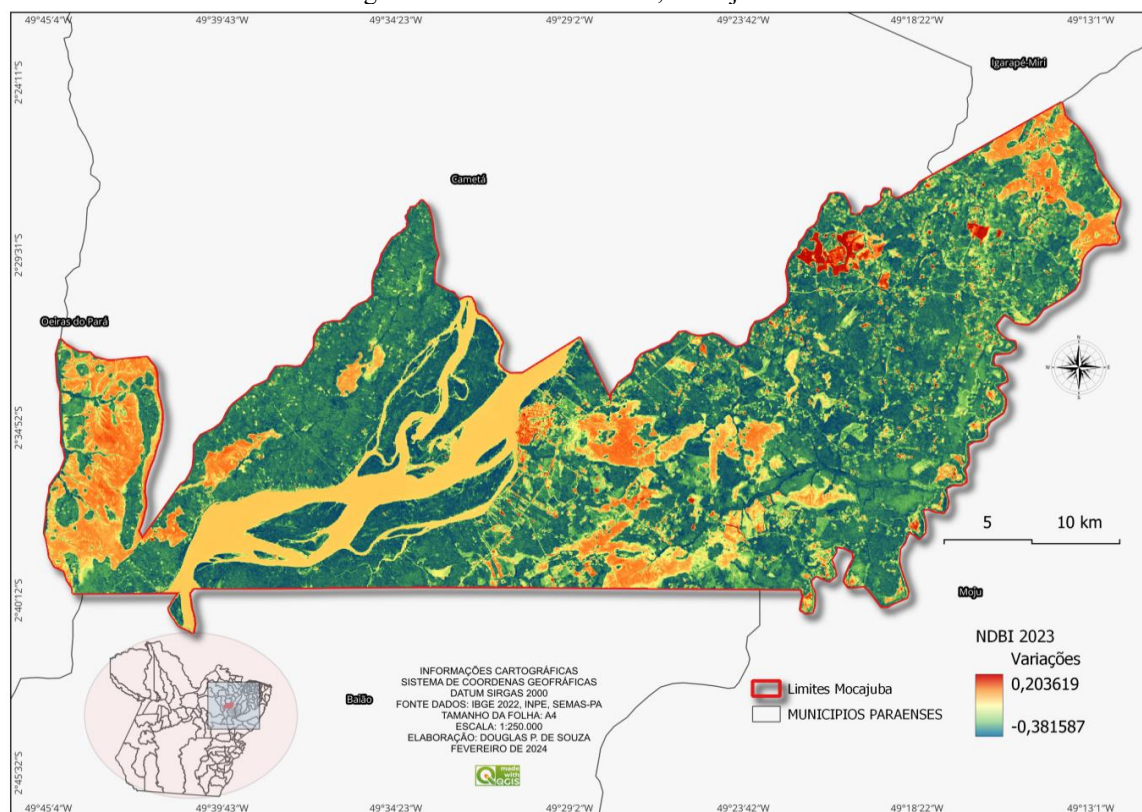 49°45'4"W 49°39'43"W 49°34'23"W 49°29'2"W 49°23'42"W 49°18'22"W 49°13'1"W
2°24'11"S
Igarapé-Miri
Cametá
2°29'31"S
Oeiras do Pará
N
W E
S
2°34'52"S
5 10 km
2°40'12"S
Moju
NDBI 2023
Variações
0,203619
-0,381587
Limites Mocajuba
MUNICIPIOS PARAENSES
Baião
INFORMAÇÕES CARTOGRÁFICAS
SISTEMA DE COORDENAS GEOFRÁFICAS
DATUM SIRGAS 2000
FONTE DADOS: IBGE 2022, INPE, SEMAS-PA
TAMANHO DA FOLHA: A4
ESCALA: 1:250.000
ELABORAÇÃO: DOUGLAS P. DE SOUZA
FEVEREIRO DE 2024
made
with
QGIS
2°45'32"S
49°45'4"W 49°39'43"W 49°34'23"W 49°29'2"W 49°23'42"W 49°18'22"W 49°13'1"W